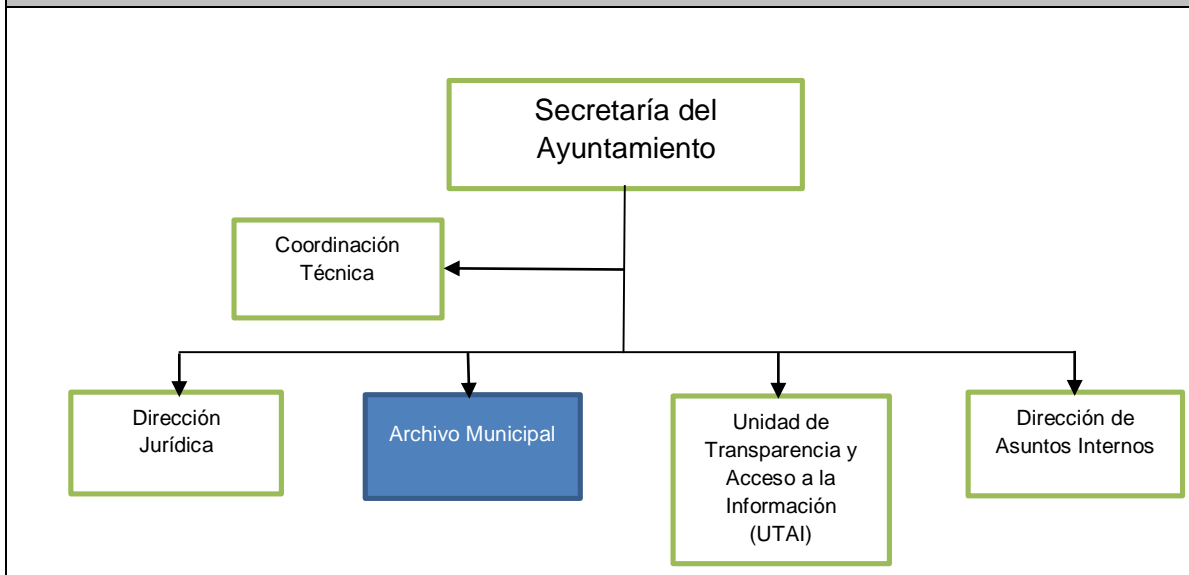 Secretaría del
Ayuntamiento
Coordinación
Técnica
Dirección
Jurídica
Archivo Municipal
Unidad de
Transparencia y
Acceso a la
Información
(UTAI)
Dirección de
Asuntos Internos